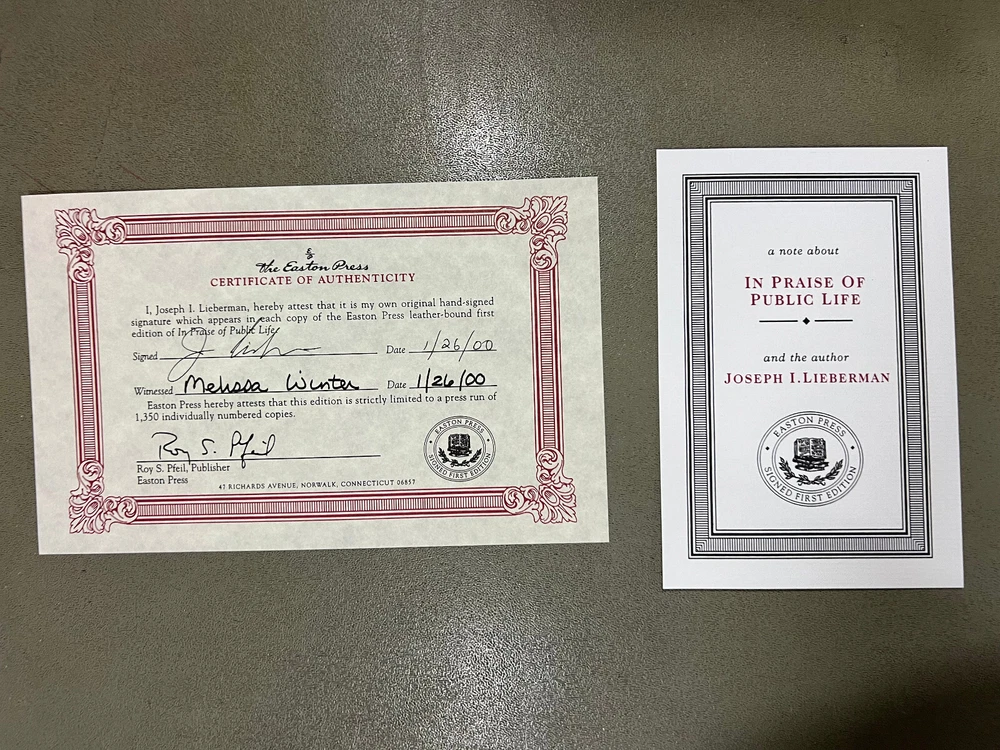 the Easton Press
CERTIFICATE OF AUTHENTICITY
I, Joseph I. Lieberman, hereby attest that it is my own original hand-signed
signature which appears in each copy of the Easton Press leather-bound first
edition of In Praise of Public Life.
Signed Date 1/26/00
Witnessed Melissa Winter Date 1/26/00
Easton Press hereby attests that this edition is strictly limited to a press run of
1,350 individually numbered copies.
Roy S. Pfeil
Roy S. Pfeil, Publisher
Easton Press
47 RICHARDS AVENUE, NORWALK, CONNECTICUT 06857
EASTON PRESS
SIGNED FIRST EDITION
a note about
IN PRAISE OF
PUBLIC LIFE
and the author
JOSEPH I. LIEBERMAN
EASTON PRESS
SIGNED FIRST EDITION